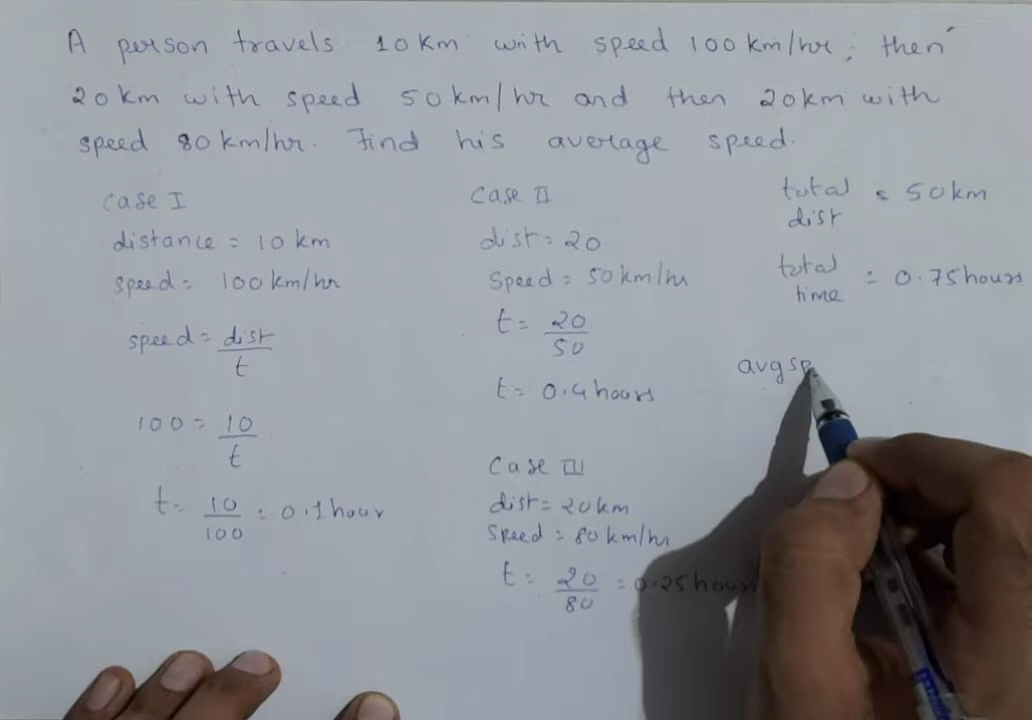 A person travels 10 km with speed 100 km/hr, then
20 km with speed 50 km/hr and then 20 km with
speed 80 km/hr. Find his average speed.
Case I
distance = 10 km
speed = 100 km/hr
speed = dist/t
100 = 10/t
t = 10/100 = 0.1 hour
Case II
dist = 20
Speed = 50 km/hr
t = 20/50
t = 0.4 hours
Case III
dist = 20 km
Speed = 80 km/hr
t = 20/80 = 0.25 hours
total dist = 50 km
total time = 0.75 hours
avg sp